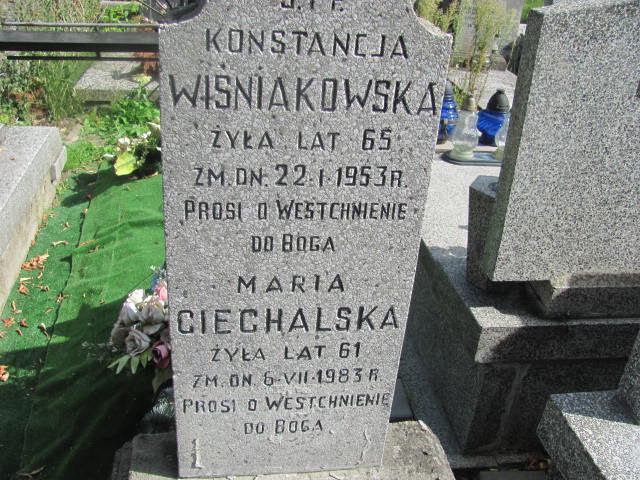 Ś.†P.
KONSTANCJA
WIŚNIAKOWSKA
ŻYŁA LAT 65
ZM. DN. 22·I·1953 R.
PROSI O WESTCHNIENIE
DO BOGA
MARIA
CIECHALSKA
ŻYŁA LAT 61
ZM. DN. 6·VII·1983 R.
PROSI O WESTCHNIENIE
DO BOGA